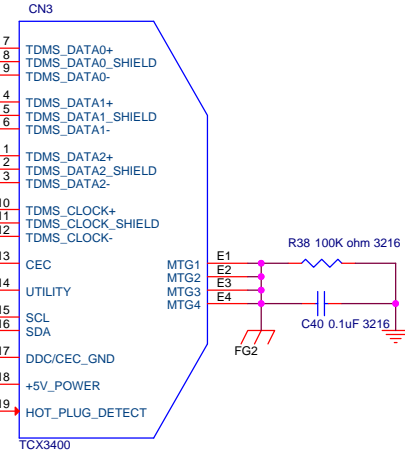 CN3
7 TDMS_DATA0+
8 TDMS_DATA0_SHIELD
9 TDMS_DATA0-
4 TDMS_DATA1+
5 TDMS_DATA1_SHIELD
6 TDMS_DATA1-
1 TDMS_DATA2+
2 TDMS_DATA2_SHIELD
3 TDMS_DATA2-
10 TDMS_CLOCK+
11 TDMS_CLOCK_SHIELD
12 TDMS_CLOCK-
13 CEC
14 UTILITY
15 SCL
16 SDA
17 DDC/CEC_GND
18 +5V_POWER
19 HOT_PLUG_DETECT
MTG1 E1
MTG2 E2
MTG3 E3
MTG4 E4
R38 100K ohm 3216
C40 0.1uF 3216
FG2
TCX3400